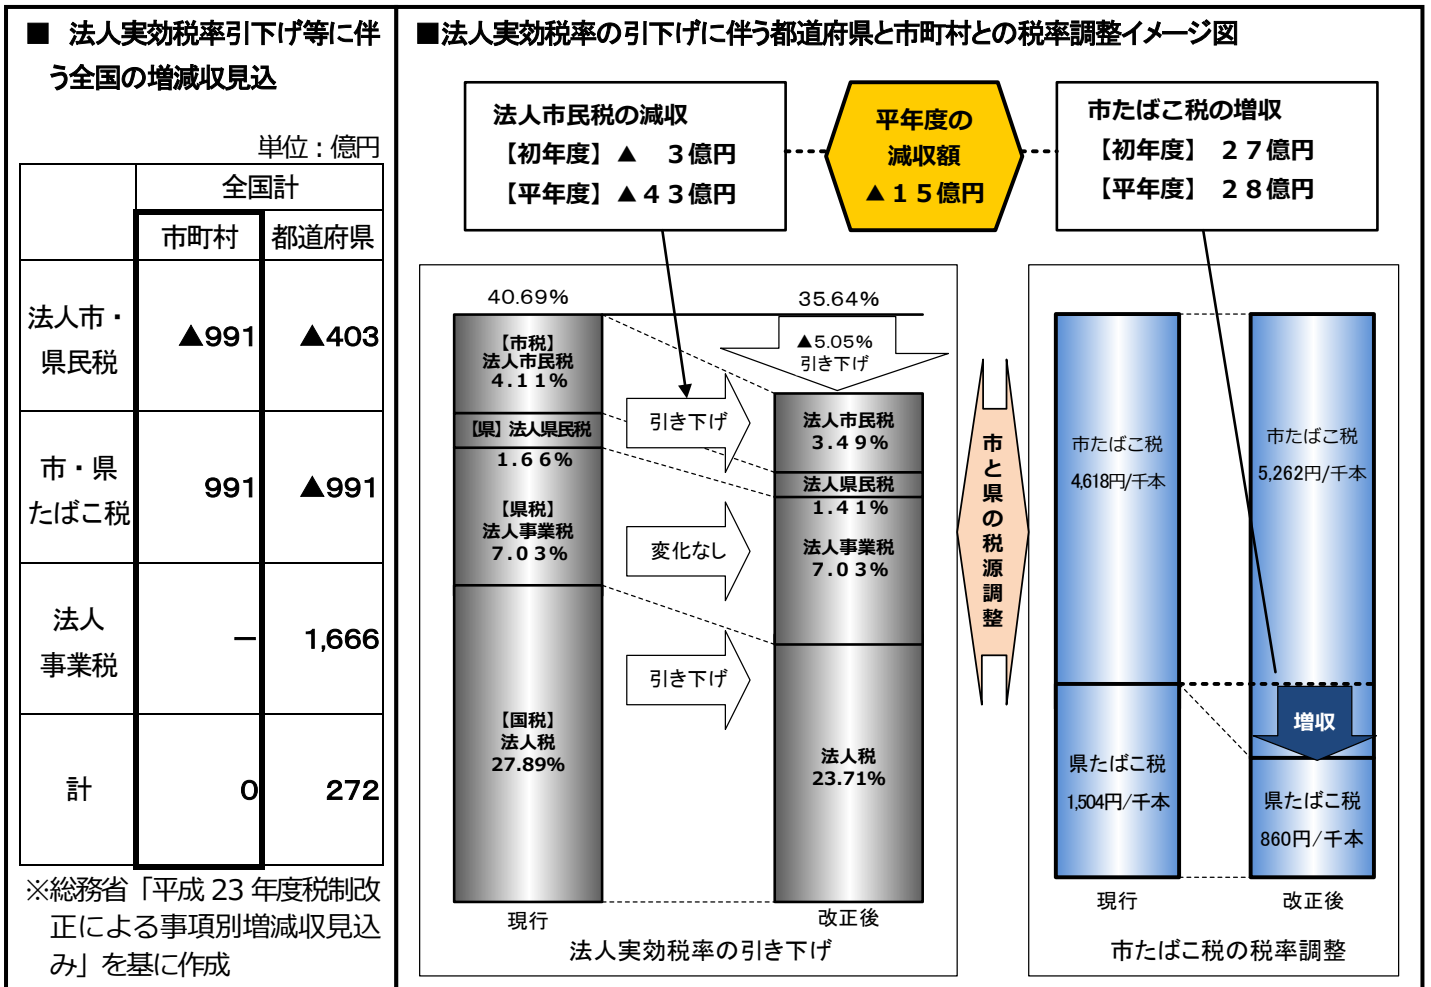 ■ 法人実効税率引下げ等に伴
う全国の増減収見込
単位：億円
全国計
市町村 都道府県
法人市・
県民税
▲991 ▲403
市・県
たばこ税
991 ▲991
法人
事業税
－ 1,666
計 0 272
※総務省「平成23年度税制改
正による事項別増減収見込
み」を基に作成
■法人実効税率の引下げに伴う都道府県と市町村との税率調整イメージ図
法人市民税の減収
【初年度】▲　３億円
【平年度】▲４３億円
平年度の
減収額
▲１５億円
市たばこ税の増収
【初年度】 ２７億円
【平年度】 ２８億円
40.69%
【市税】
法人市民税
4.11%
【県】法人県民税
1.66%
【県税】
法人事業税
7.03%
【国税】
法人税
27.89%
現行
引き下げ
変化なし
引き下げ
35.64%
▲5.05%
引き下げ
法人市民税
3.49%
法人県民税
1.41%
法人事業税
7.03%
法人税
23.71%
改正後
法人実効税率の引き下げ
市と県の税源調整
市たばこ税
4,618円/千本
県たばこ税
1,504円/千本
現行
市たばこ税
5,262円/千本
増収
県たばこ税
860円/千本
改正後
市たばこ税の税率調整